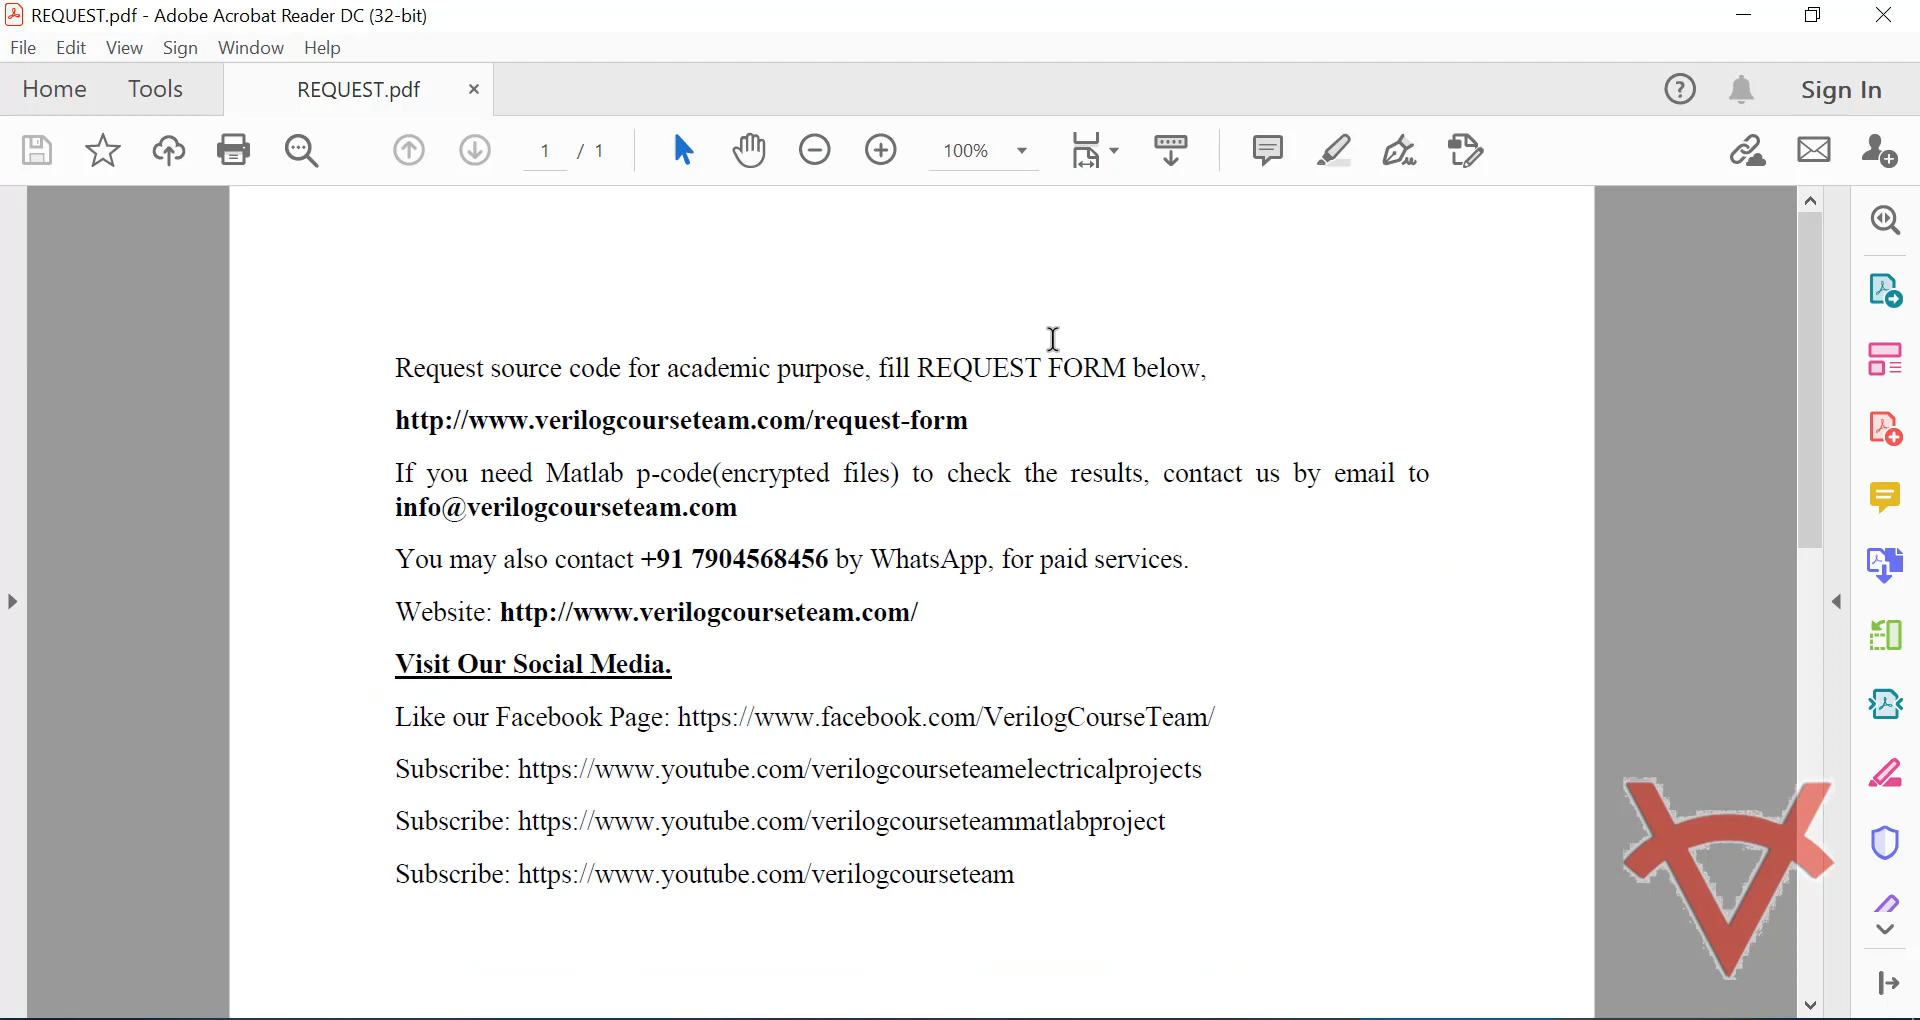 REQUEST.pdf - Adobe Acrobat Reader DC (32-bit)
File Edit View Sign Window Help
Home Tools REQUEST.pdf × Sign In
1 / 1 100%
Request source code for academic purpose, fill REQUEST FORM below,
http://www.verilogcourseteam.com/request-form
If you need Matlab p-code(encrypted files) to check the results, contact us by email to
info@verilogcourseteam.com
You may also contact +91 7904568456 by WhatsApp, for paid services.
Website: http://www.verilogcourseteam.com/
Visit Our Social Media.
Like our Facebook Page: https://www.facebook.com/VerilogCourseTeam/
Subscribe: https://www.youtube.com/verilogcourseteamelectricalprojects
Subscribe: https://www.youtube.com/verilogcourseteammatlabproject
Subscribe: https://www.youtube.com/verilogcourseteam